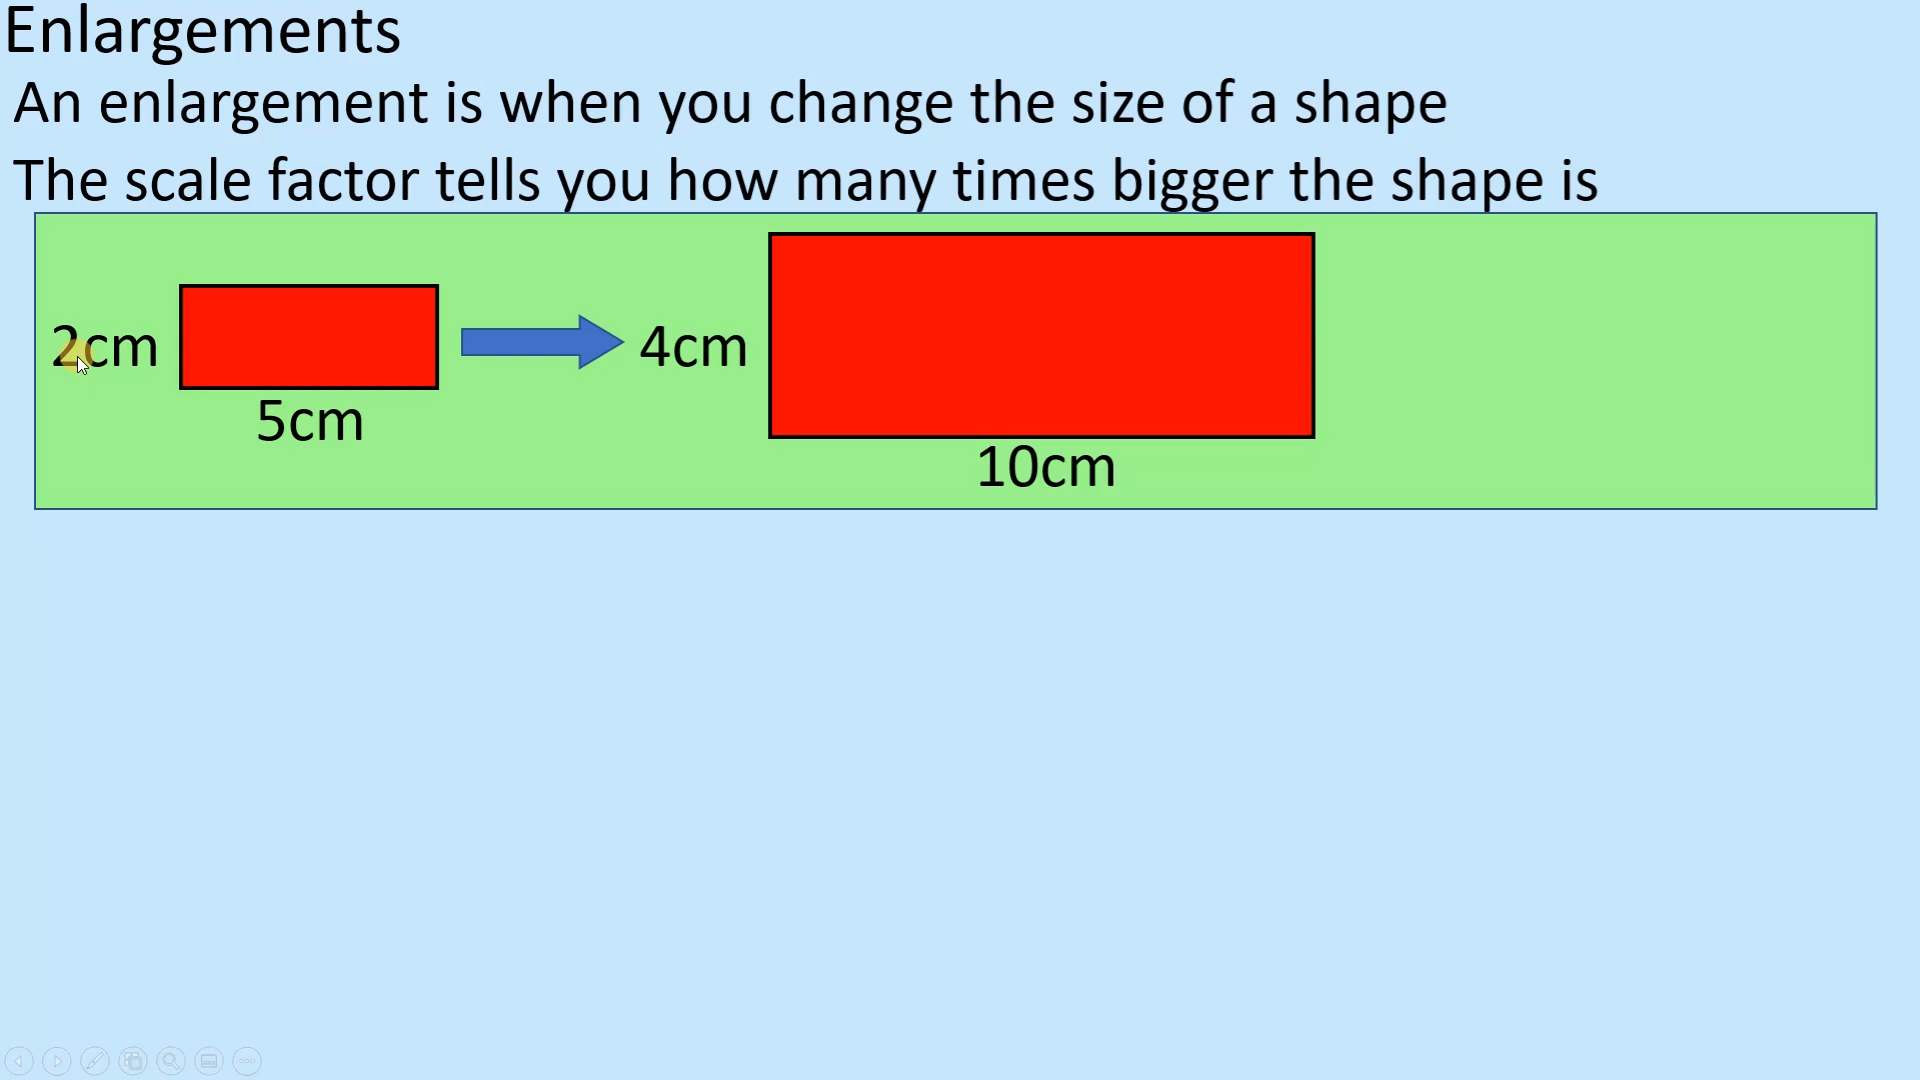 Enlargements
An enlargement is when you change the size of a shape
The scale factor tells you how many times bigger the shape is
2cm
5cm
4cm
10cm